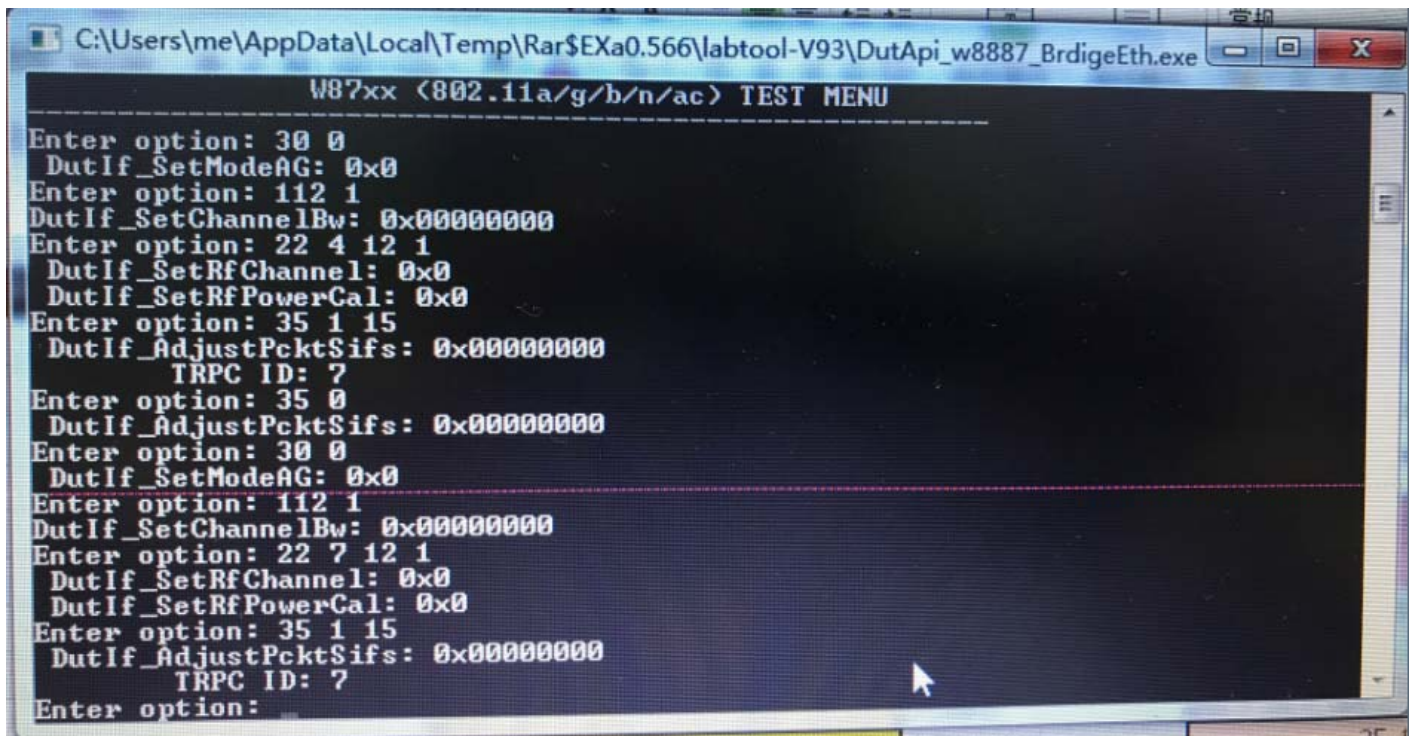 常规
C:\Users\me\AppData\Local\Temp\Rar$EXa0.566\labtool-V93\DutApi_w8887_BrdigeEth.exe
W87xx (802.11a/g/b/n/ac) TEST MENU
Enter option: 30 0
DutIf_SetModeAG: 0x0
Enter option: 112 1
DutIf_SetChannelBw: 0x00000000
Enter option: 22 4 12 1
DutIf_SetRfChannel: 0x0
DutIf_SetRfPowerCal: 0x0
Enter option: 35 1 15
DutIf_AdjustPcktSifs: 0x00000000
TRPC ID: 7
Enter option: 35 0
DutIf_AdjustPcktSifs: 0x00000000
Enter option: 30 0
DutIf_SetModeAG: 0x0
Enter option: 112 1
DutIf_SetChannelBw: 0x00000000
Enter option: 22 7 12 1
DutIf_SetRfChannel: 0x0
DutIf_SetRfPowerCal: 0x0
Enter option: 35 1 15
DutIf_AdjustPcktSifs: 0x00000000
TRPC ID: 7
Enter option: